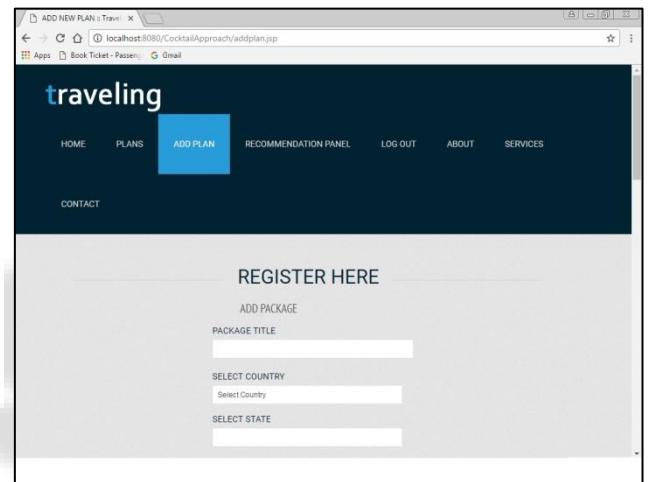 ADD NEW PLAN :: Travel
localhost:8080/CocktailApproach/addplan.jsp
Apps Book Ticket - Passeng Gmail
traveling
HOME PLANS ADD PLAN RECOMMENDATION PANEL LOG OUT ABOUT SERVICES
CONTACT
REGISTER HERE
ADD PACKAGE
PACKAGE TITLE
SELECT COUNTRY
Select Country
SELECT STATE